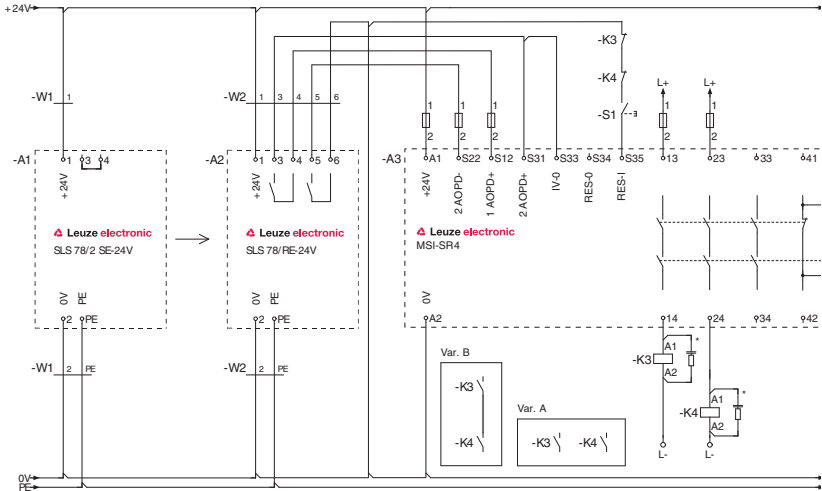 +24V
-K3
-K4
L+ L+
-W1 1
-W2 1 3 4 5 6
-S1
1 1 1 1 1
2 2 2 2 2
-A1 1 3 4
-A2 1 3 4 5 6
-A3 A1 S22 S12 S31 S33 S34 S35 13 23 33 41
+24V
+24V
+24V
2 AOPD-
1 AOPD+
2 AOPD+
IV-0
RES-0
RES-I
Leuze electronic
SLS 78/2 SE-24V
Leuze electronic
SLS 78/RE-24V
Leuze electronic
MSI-SR4
0V PE
0V PE
0V
2 PE
2 PE
A2 14 24 34 42
-W1 2 PE
-W2 2 PE
Var. B
-K3
-K4
Var. A
-K3 -K4
-K3 A1 A2 *
-K4 A1 A2 *
L- L-
0V
PE